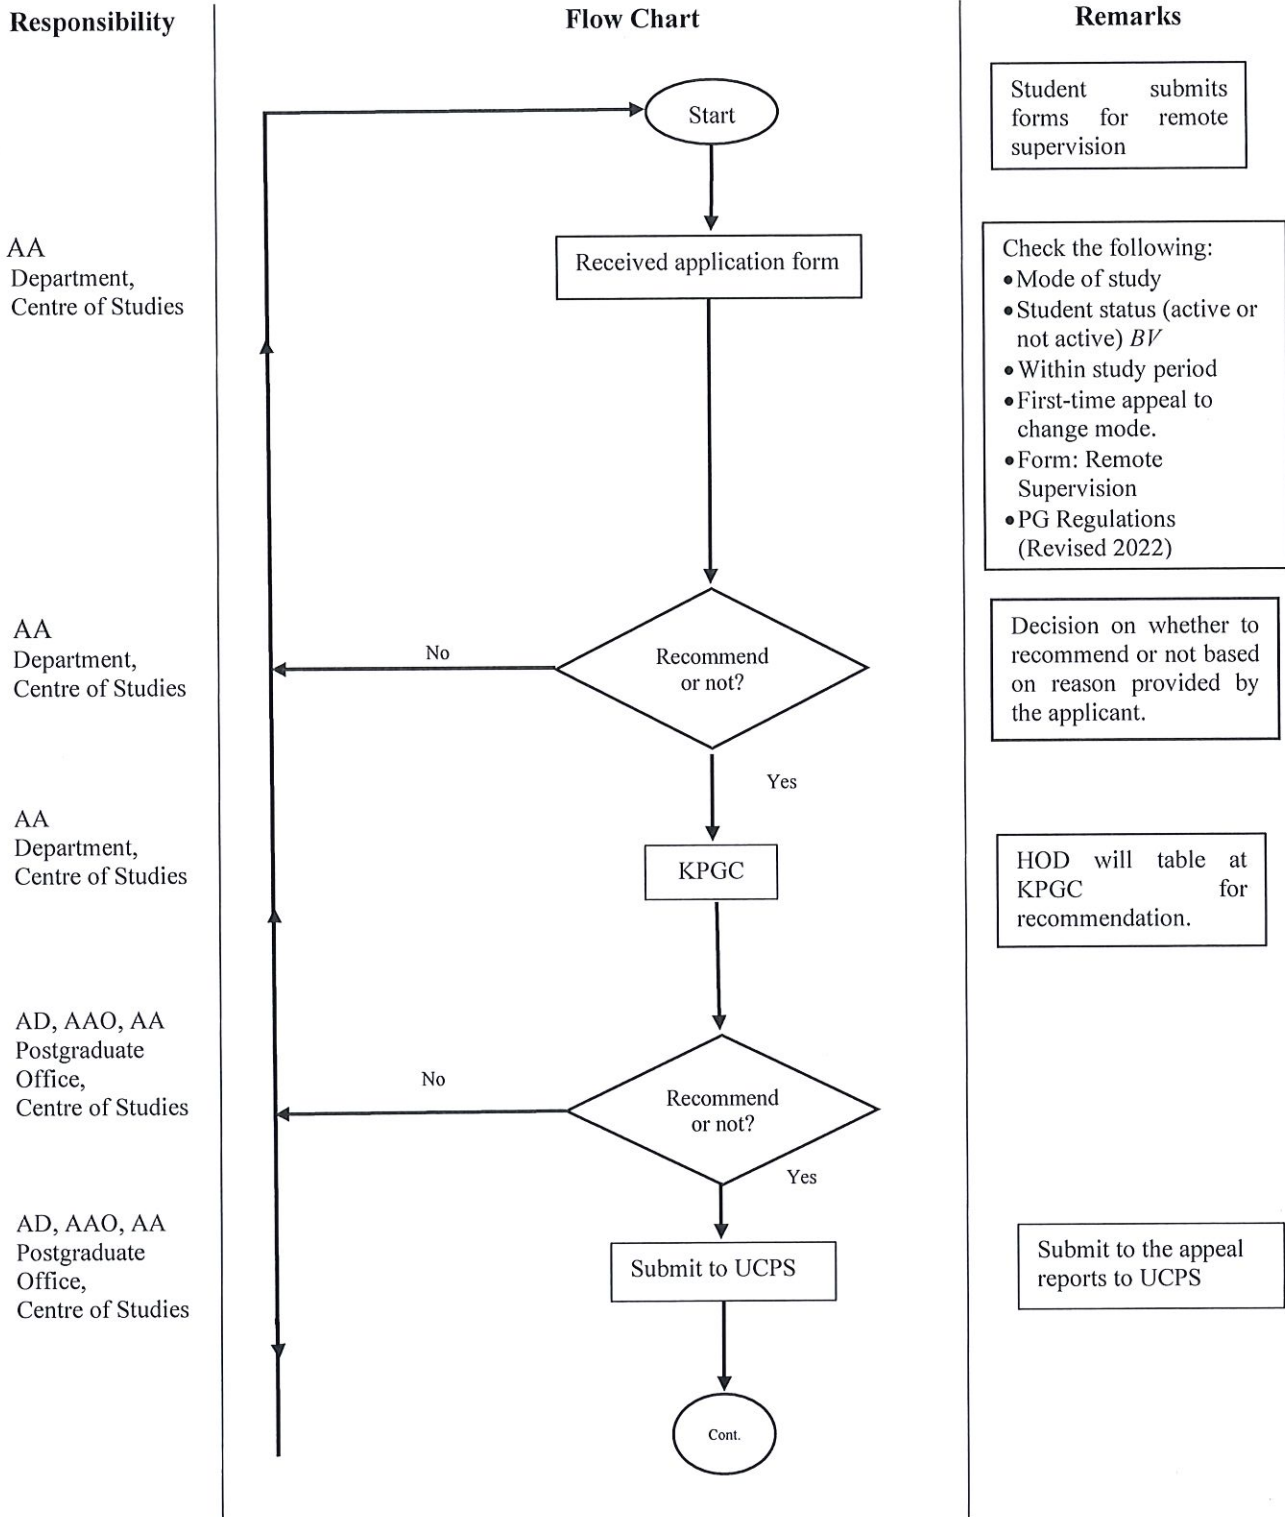 Responsibility
Flow Chart
Remarks
Start
Student submits
forms for remote
supervision
AA
Department,
Centre of Studies
Received application form
Check the following:
•Mode of study
•Student status (active or
not active) BV
•Within study period
•First-time appeal to
change mode.
•Form: Remote
Supervision
•PG Regulations
(Revised 2022)
AA
Department,
Centre of Studies
No
Recommend
or not?
Decision on whether to
recommend or not based
on reason provided by
the applicant.
Yes
AA
Department,
Centre of Studies
KPGC
HOD will table at
KPGC for
recommendation.
AD, AAO, AA
Postgraduate
Office,
Centre of Studies
No
Recommend
or not?
Yes
AD, AAO, AA
Postgraduate
Office,
Centre of Studies
Submit to UCPS
Submit to the appeal
reports to UCPS
Cont.